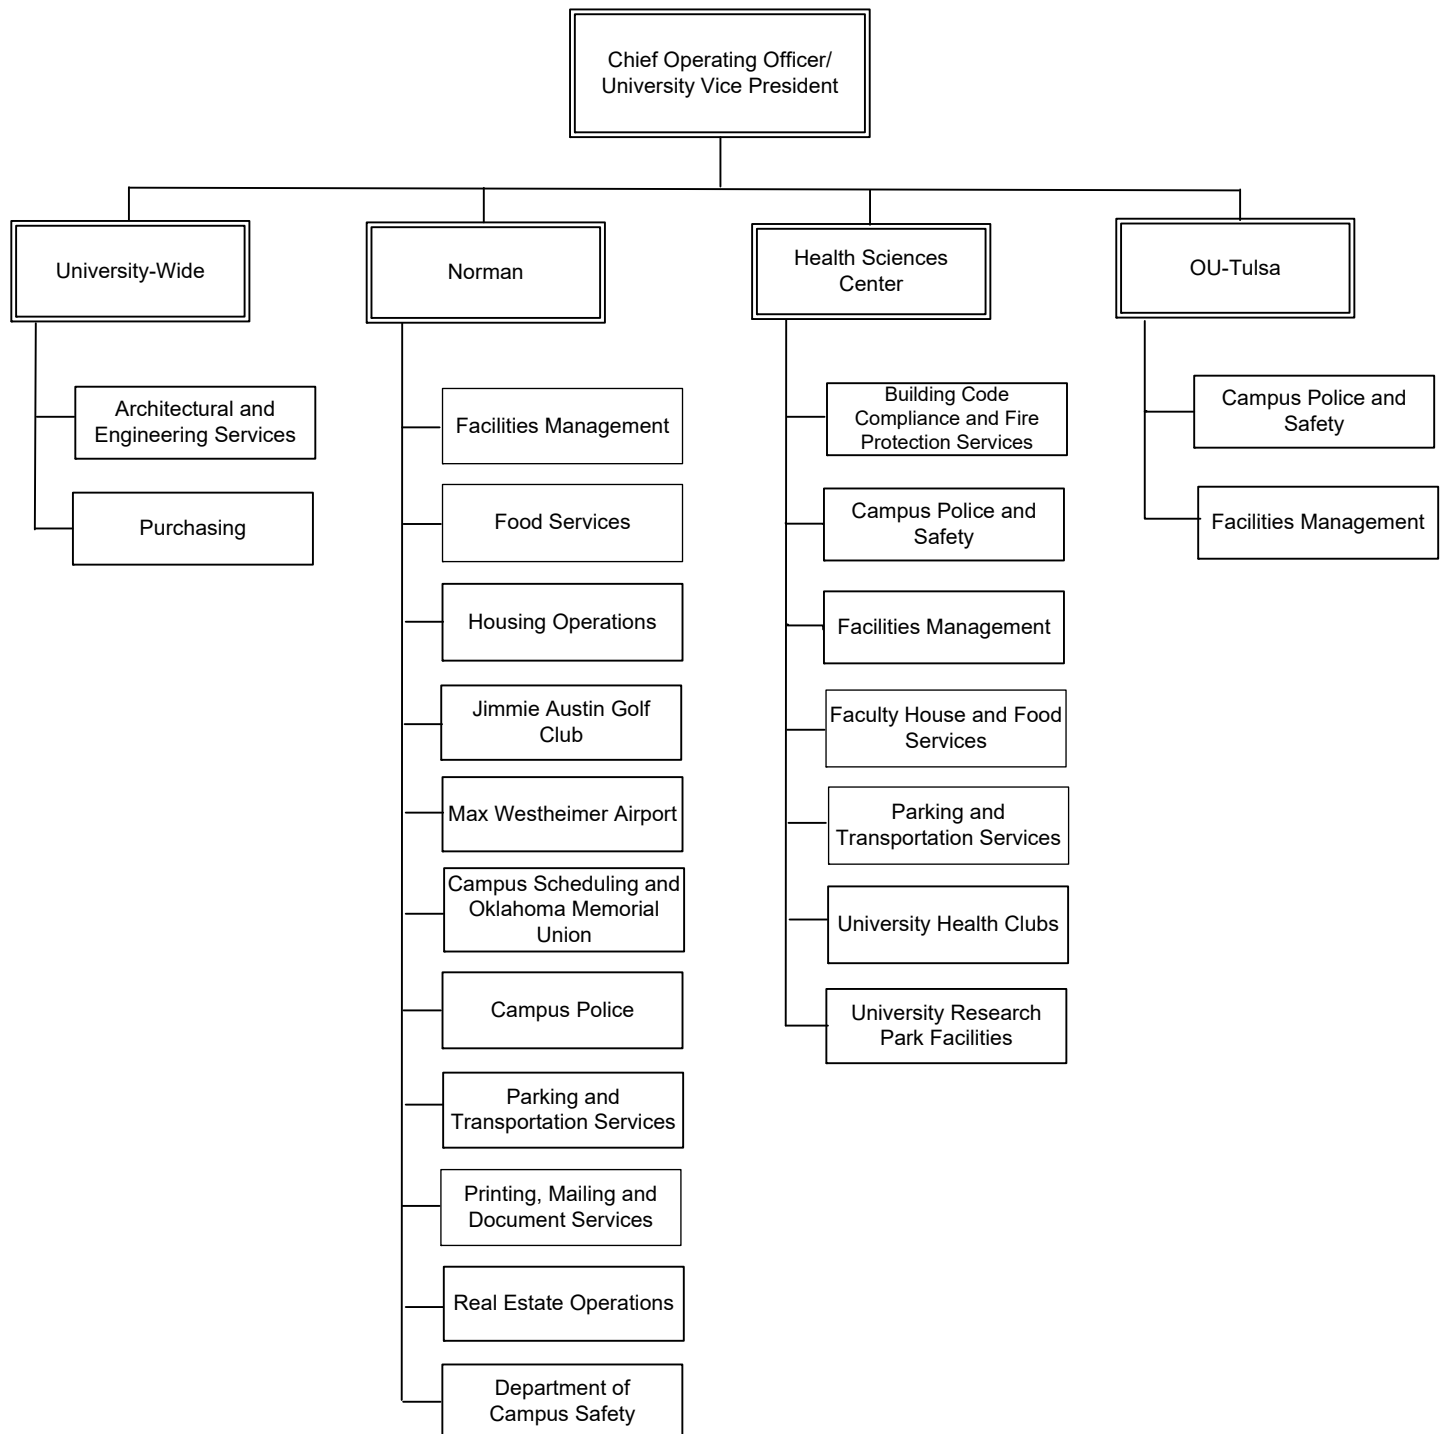 Chief Operating Officer/
University Vice President
University-Wide
Norman
Health Sciences
Center
OU-Tulsa
Architectural and
Engineering Services
Purchasing
Facilities Management
Food Services
Housing Operations
Jimmie Austin Golf
Club
Max Westheimer Airport
Campus Scheduling and
Oklahoma Memorial
Union
Campus Police
Parking and
Transportation Services
Printing, Mailing and
Document Services
Real Estate Operations
Department of
Campus Safety
Building Code
Compliance and Fire
Protection Services
Campus Police and
Safety
Facilities Management
Faculty House and Food
Services
Parking and
Transportation Services
University Health Clubs
University Research
Park Facilities
Campus Police and
Safety
Facilities Management